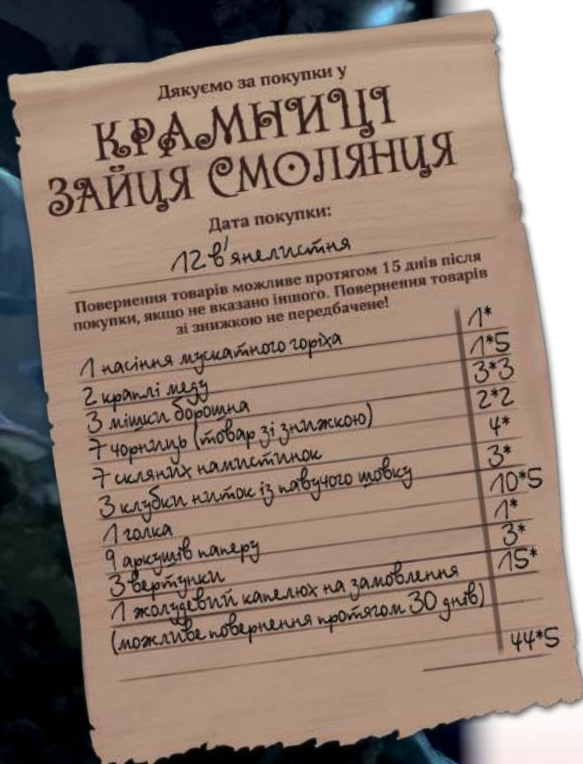 Дякуємо за покупки у
КРАМНИЦІ
ЗАЙЦЯ СМОЛЯНЦЯ
Дата покупки:
12 в'янелистня
Повернення товарів можливе протягом 15 днів після
покупки, якщо не вказано іншого. Повернення товарів
зі знижкою не передбачене!
1 насіння мускатного горіха 1*
2 краплі меду 1*5
3 мішки борошна 3*3
7 чорниць (товар зі знижкою) 2*2
7 скляних намистинок 4*
3 клубки ниток із павучого шовку 3*
1 голка 10*5
9 аркушів паперу 1*
3 вертунки 3*
1 жолудевий капелюх на замовлення 15*
(можливе повернення протягом 30 днів)
44*5